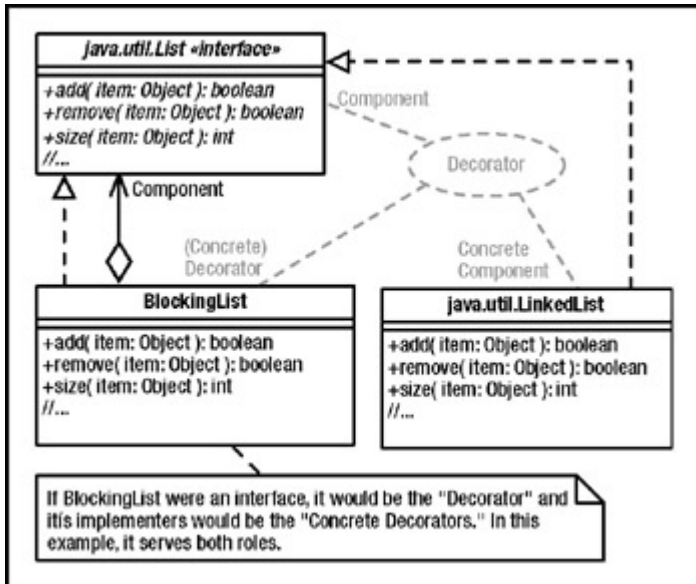 java.util.List «interface»
+add( item: Object ): boolean
+remove( item: Object ): boolean
+size( item: Object ): int
//...
Component
Decorator
Component
(Concrete)
Decorator
Concrete
Component
BlockingList
+add( item: Object ): boolean
+remove( item: Object ): boolean
+size( item: Object ): int
//...
java.util.LinkedList
+add( item: Object ): boolean
+remove( item: Object ): boolean
+size( item: Object ): int
//...
If BlockingList were an interface, it would be the "Decorator" and
itís implementers would be the "Concrete Decorators." In this
example, it serves both roles.